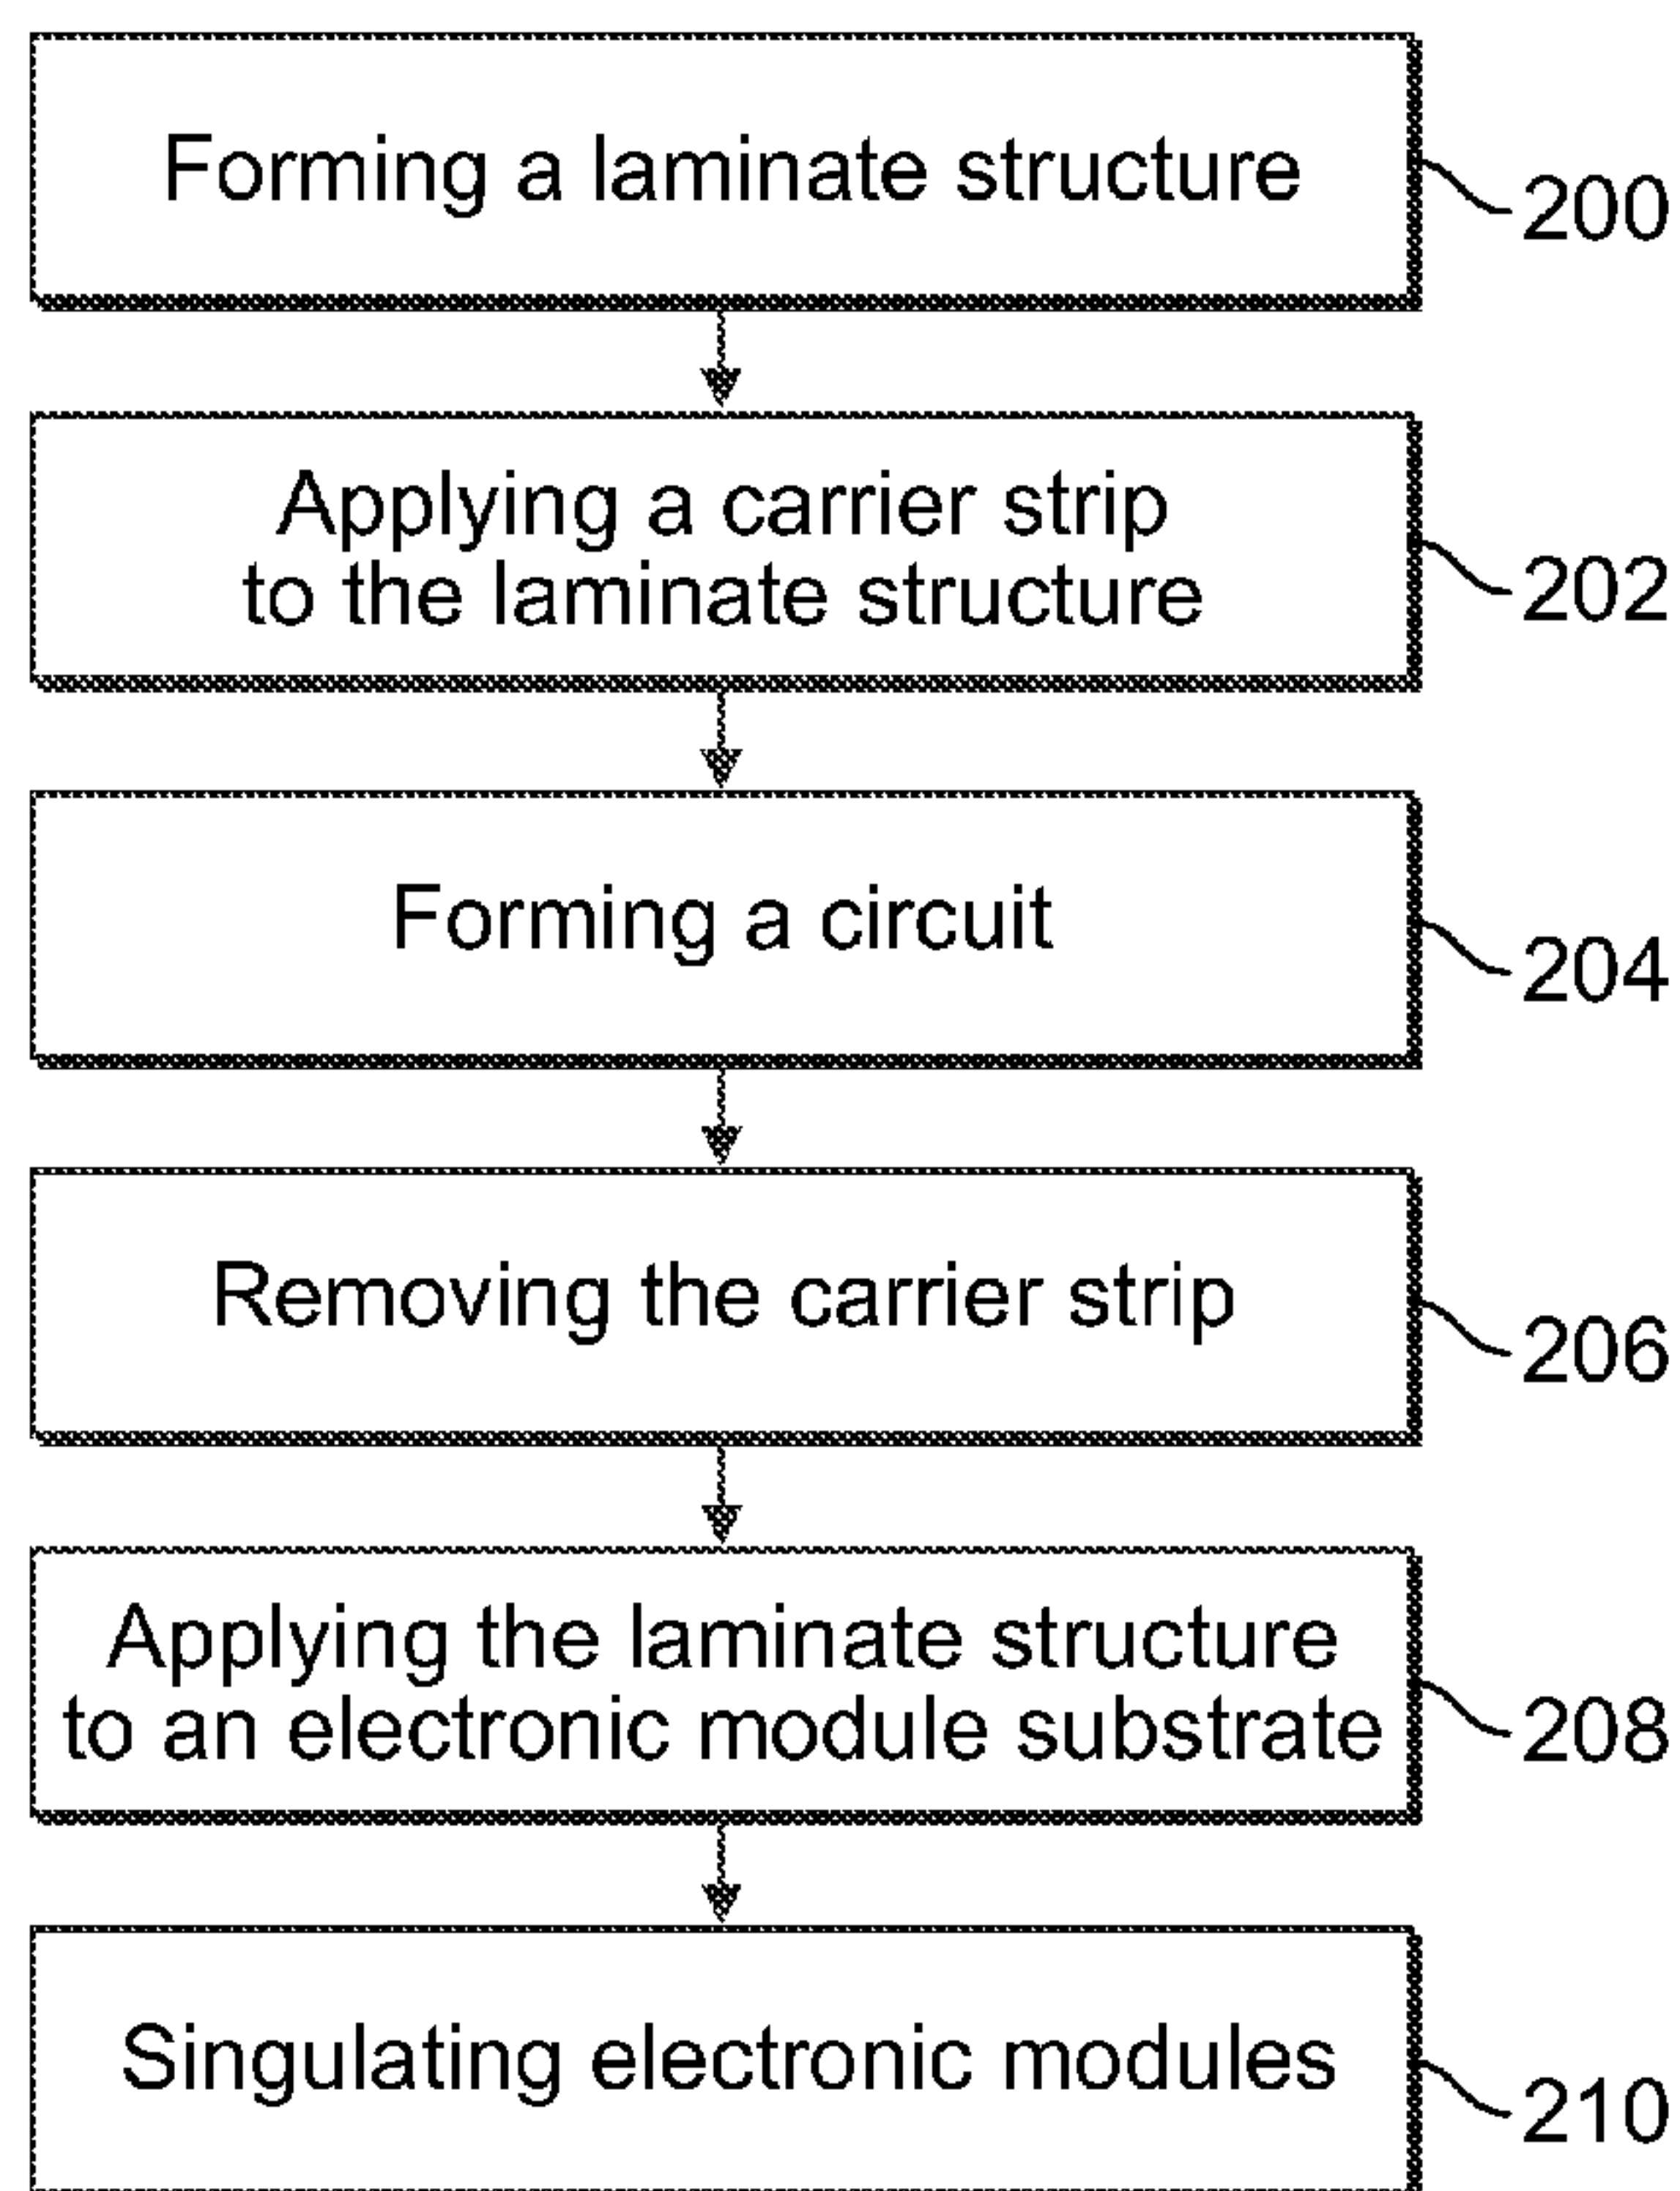 Forming a laminate structure
200
Applying a carrier strip
to the laminate structure
202
Forming a circuit
204
Removing the carrier strip
206
Applying the laminate structure
to an electronic module substrate
208
Singulating electronic modules
210